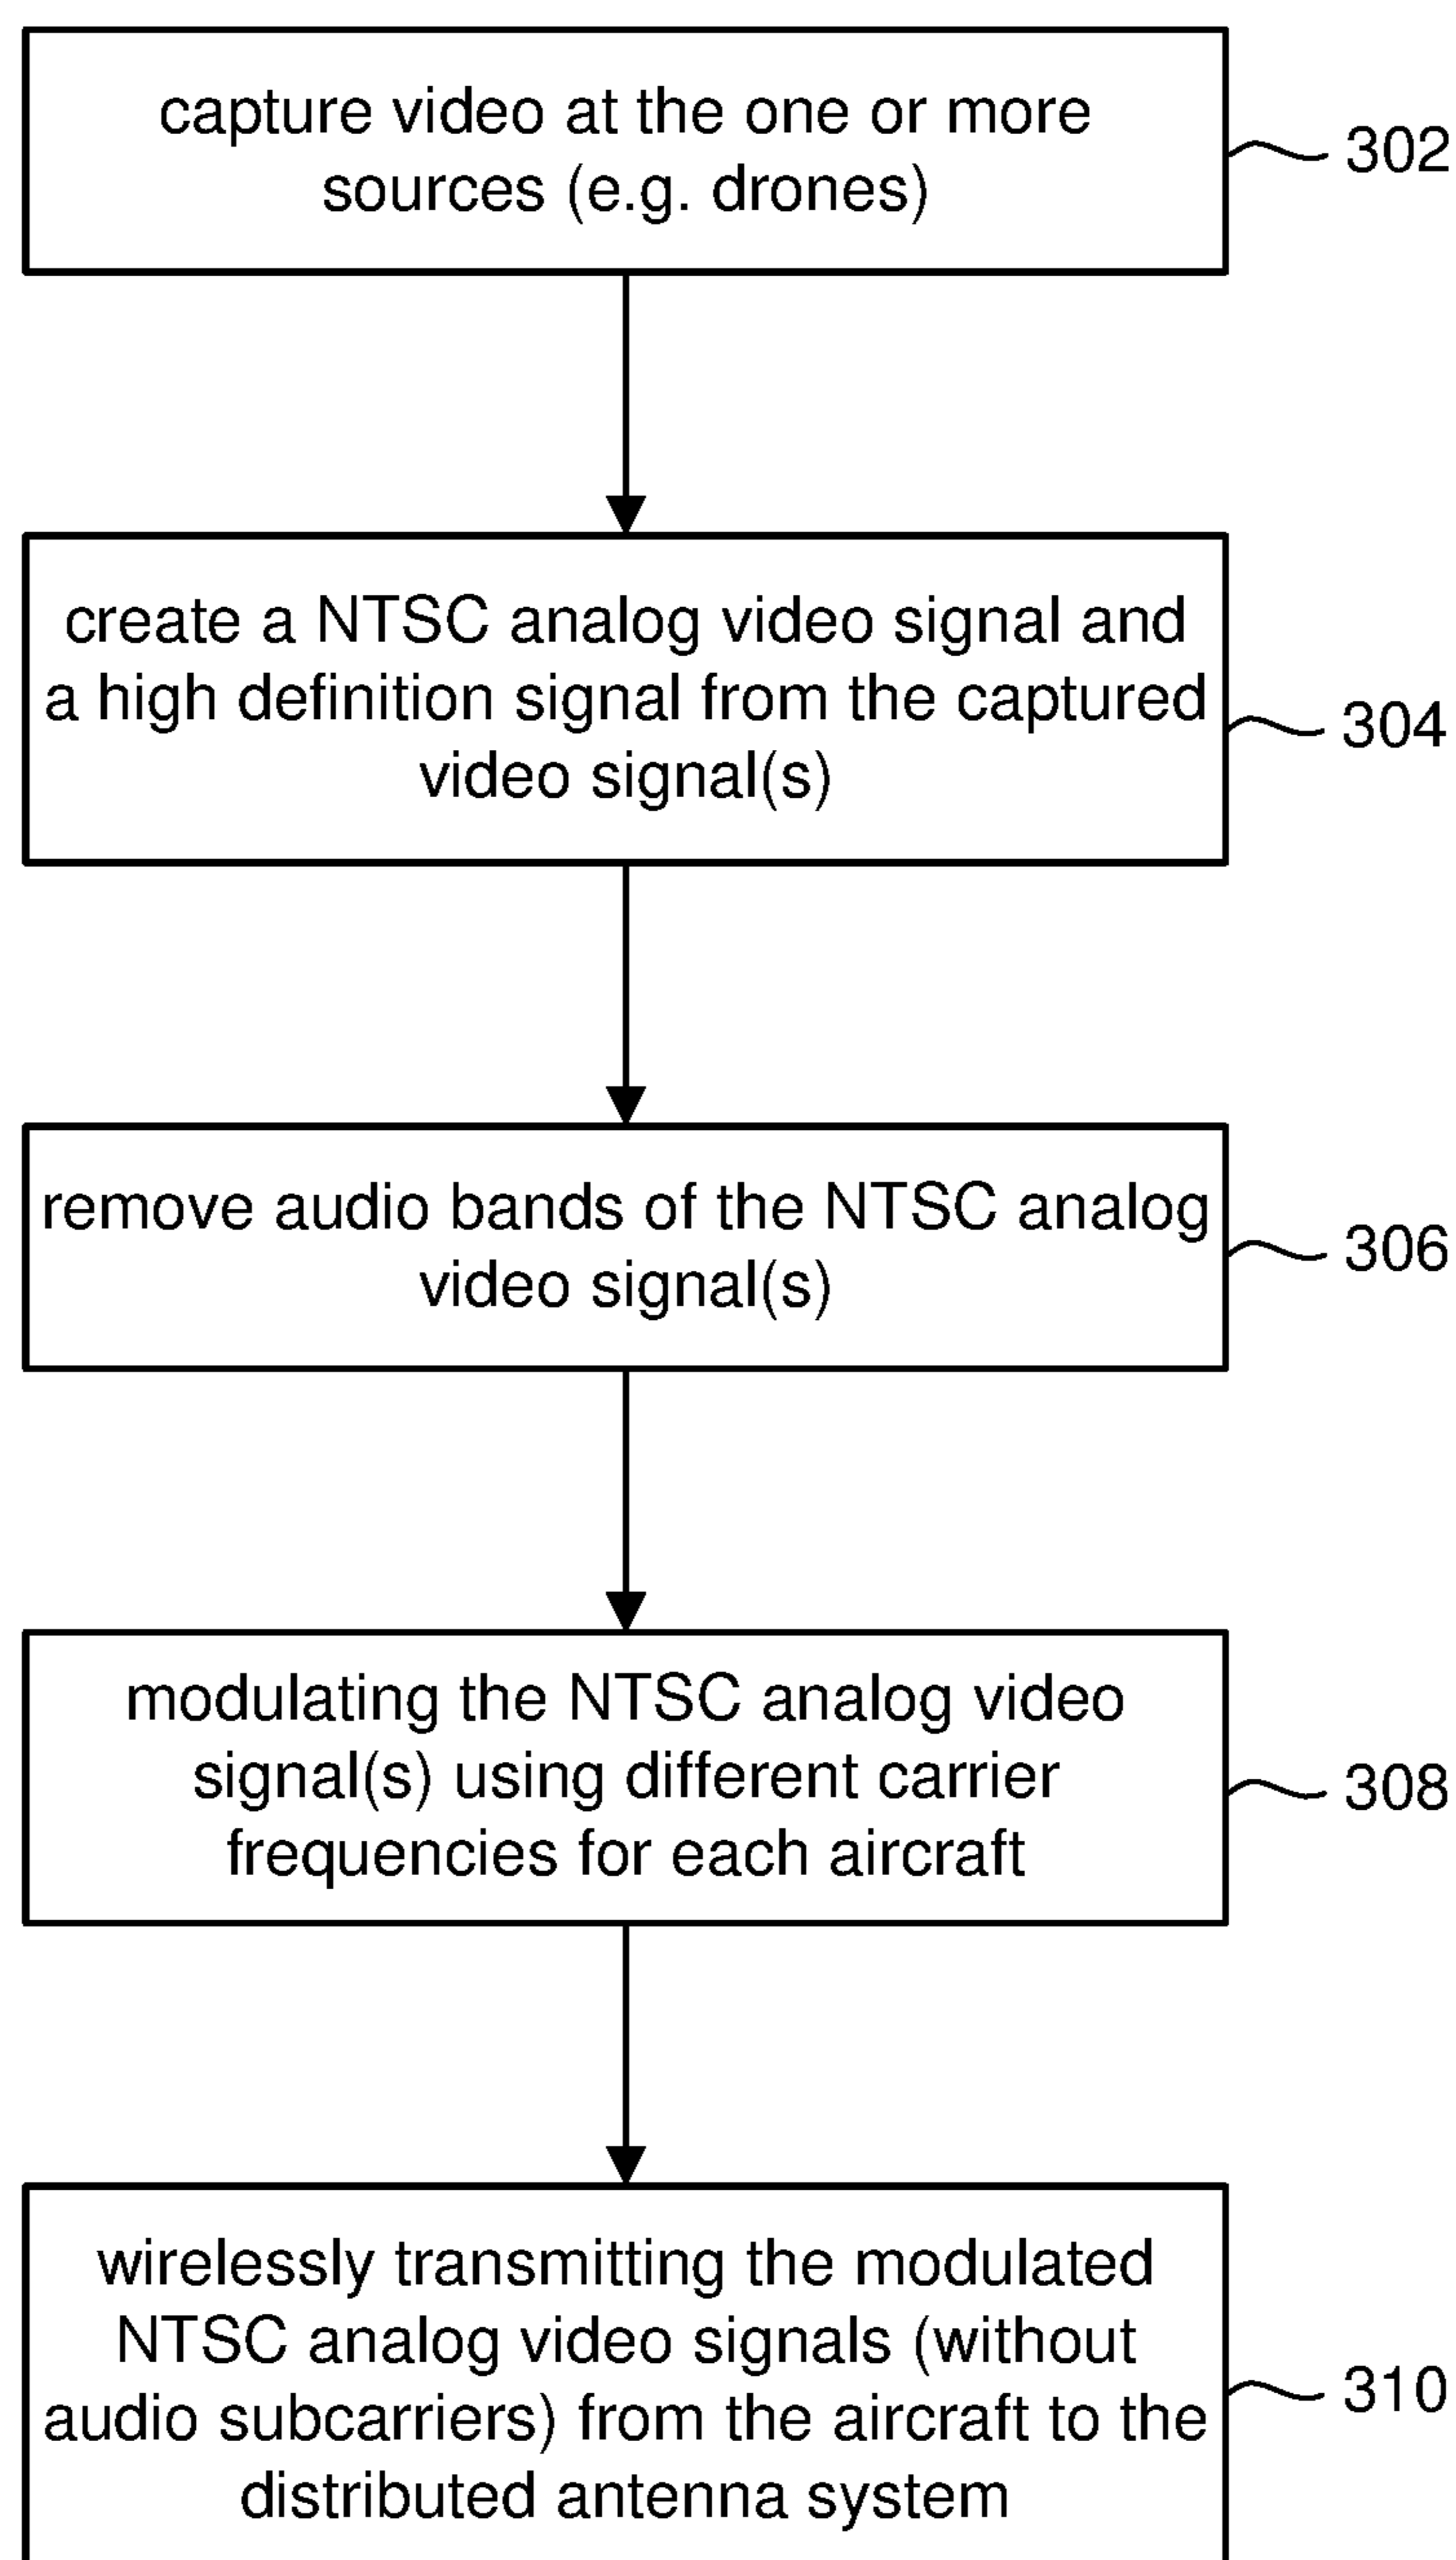 capture video at the one or more
sources (e.g. drones)
302
create a NTSC analog video signal and
a high definition signal from the captured
video signal(s)
304
remove audio bands of the NTSC analog
video signal(s)
306
modulating the NTSC analog video
signal(s) using different carrier
frequencies for each aircraft
308
wirelessly transmitting the modulated
NTSC analog video signals (without
audio subcarriers) from the aircraft to the
distributed antenna system
310